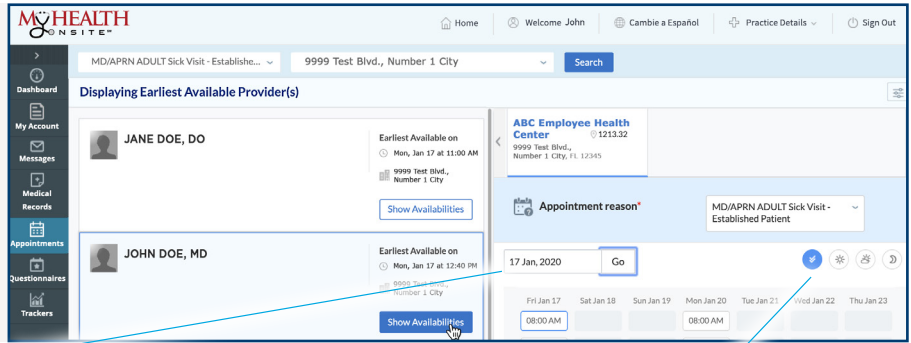 MYHEALTH
ONSITE℠
Home
Welcome John
Cambie a Español
Practice Details
Sign Out
MD/APRN ADULT Sick Visit - Establishe...
9999 Test Blvd., Number 1 City
Search
Dashboard
My Account
Messages
Medical
Records
Appointments
Questionnaires
Trackers
Displaying Earliest Available Provider(s)
JANE DOE, DO
Earliest Available on
Mon, Jan 17 at 11:00 AM
9999 Test Blvd.,
Number 1 City
Show Availabilities
JOHN DOE, MD
Earliest Available on
Mon, Jan 17 at 12:40 PM
9999 Test Blvd.,
Number 1 City
Show Availabilities
ABC Employee Health
Center 1213.32
9999 Test Blvd.,
Number 1 City, FL 12345
Appointment reason*
MD/APRN ADULT Sick Visit -
Established Patient
17 Jan, 2020 Go
Fri Jan 17 Sat Jan 18 Sun Jan 19 Mon Jan 20 Tue Jan 21 Wed Jan 22 Thu Jan 23
08:00 AM 08:00 AM